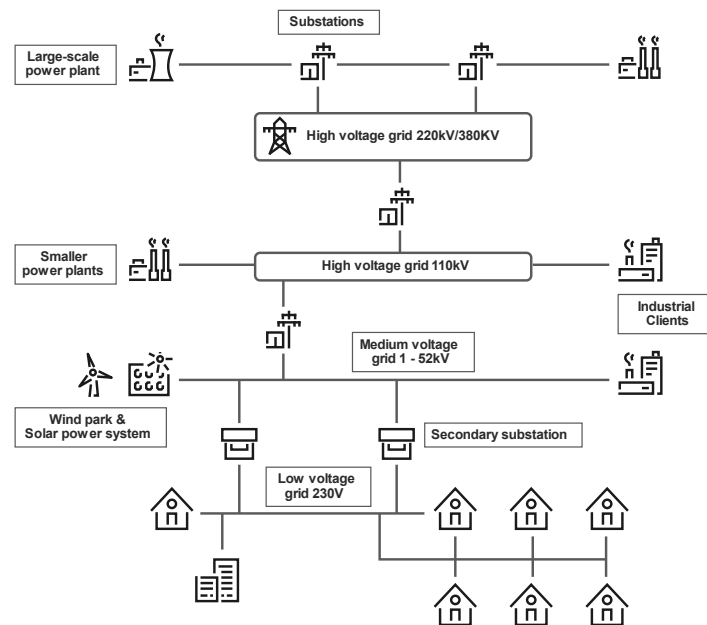 Substations
Large-scale
power plant
High voltage grid 220kV/380KV
Smaller
power plants
High voltage grid 110kV
Industrial
Clients
Medium voltage
grid 1 - 52kV
Wind park &
Solar power system
Secondary substation
Low voltage
grid 230V